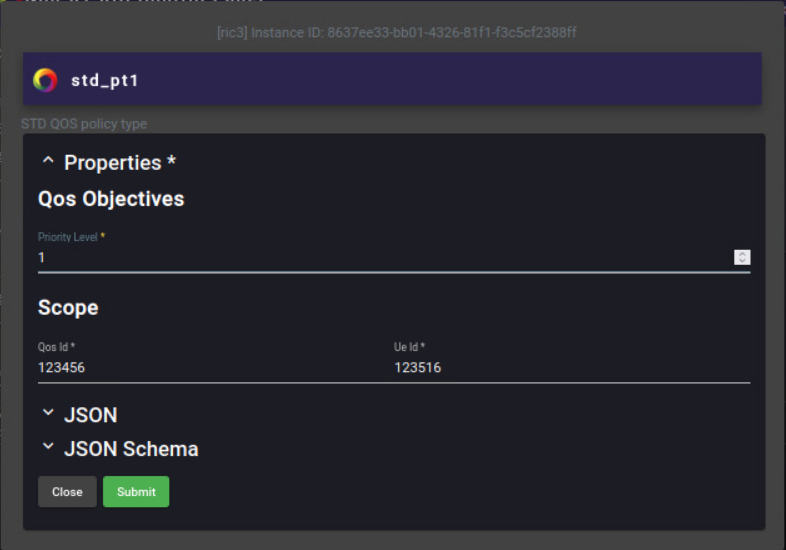 [ric3] Instance ID: 8637ee33-bb01-4326-81f1-f3c5cf2388ff
std_pt1
STD QOS policy type
Properties *
Qos Objectives
Priority Level *
1
Scope
Qos Id * Ue Id *
123456 123516
JSON
JSON Schema
Close Submit